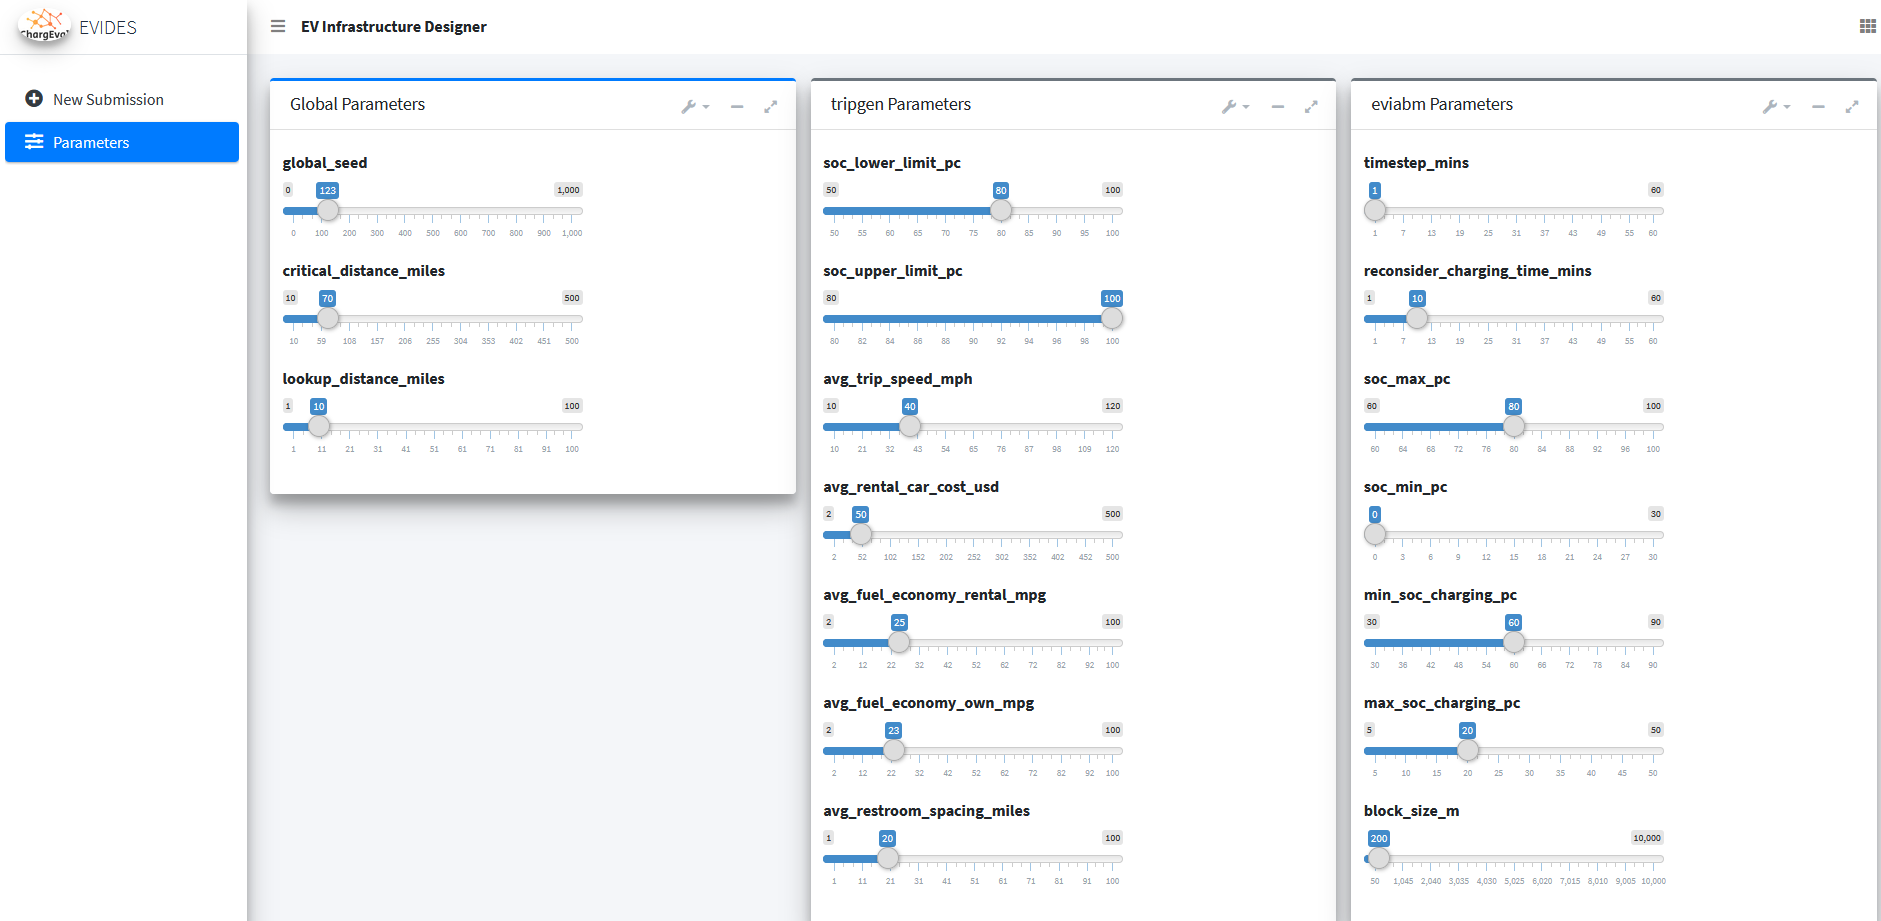 ChargEval
EVIDES
EV Infrastructure Designer
New Submission
Parameters
Global Parameters
global_seed
0 123 1,000
0 100 200 300 400 500 600 700 800 900 1,000
critical_distance_miles
10 70 500
10 59 108 157 206 255 304 353 402 451 500
lookup_distance_miles
1 10 100
1 11 21 31 41 51 61 71 81 91 100
tripgen Parameters
soc_lower_limit_pc
50 80 100
50 55 60 65 70 75 80 85 90 95 100
soc_upper_limit_pc
80 100
80 82 84 86 88 90 92 94 96 98 100
avg_trip_speed_mph
10 40 120
10 21 32 43 54 65 76 87 98 109 120
avg_rental_car_cost_usd
2 50 500
2 52 102 152 202 252 302 352 402 452 500
avg_fuel_economy_rental_mpg
2 25 100
2 12 22 32 42 52 62 72 82 92 100
avg_fuel_economy_own_mpg
2 23 100
2 12 22 32 42 52 62 72 82 92 100
avg_restroom_spacing_miles
1 20 100
1 11 21 31 41 51 61 71 81 91 100
eviabm Parameters
timestep_mins
1 60
1 7 13 19 25 31 37 43 49 55 60
reconsider_charging_time_mins
1 10 60
1 7 13 19 25 31 37 43 49 55 60
soc_max_pc
60 80 100
60 64 68 72 76 80 84 88 92 96 100
soc_min_pc
0 30
0 3 6 9 12 15 18 21 24 27 30
min_soc_charging_pc
30 60 90
30 36 42 48 54 60 66 72 78 84 90
max_soc_charging_pc
5 20 50
5 10 15 20 25 30 35 40 45 50
block_size_m
200 10,000
50 1,045 2,040 3,035 4,030 5,025 6,020 7,015 8,010 9,005 10,000